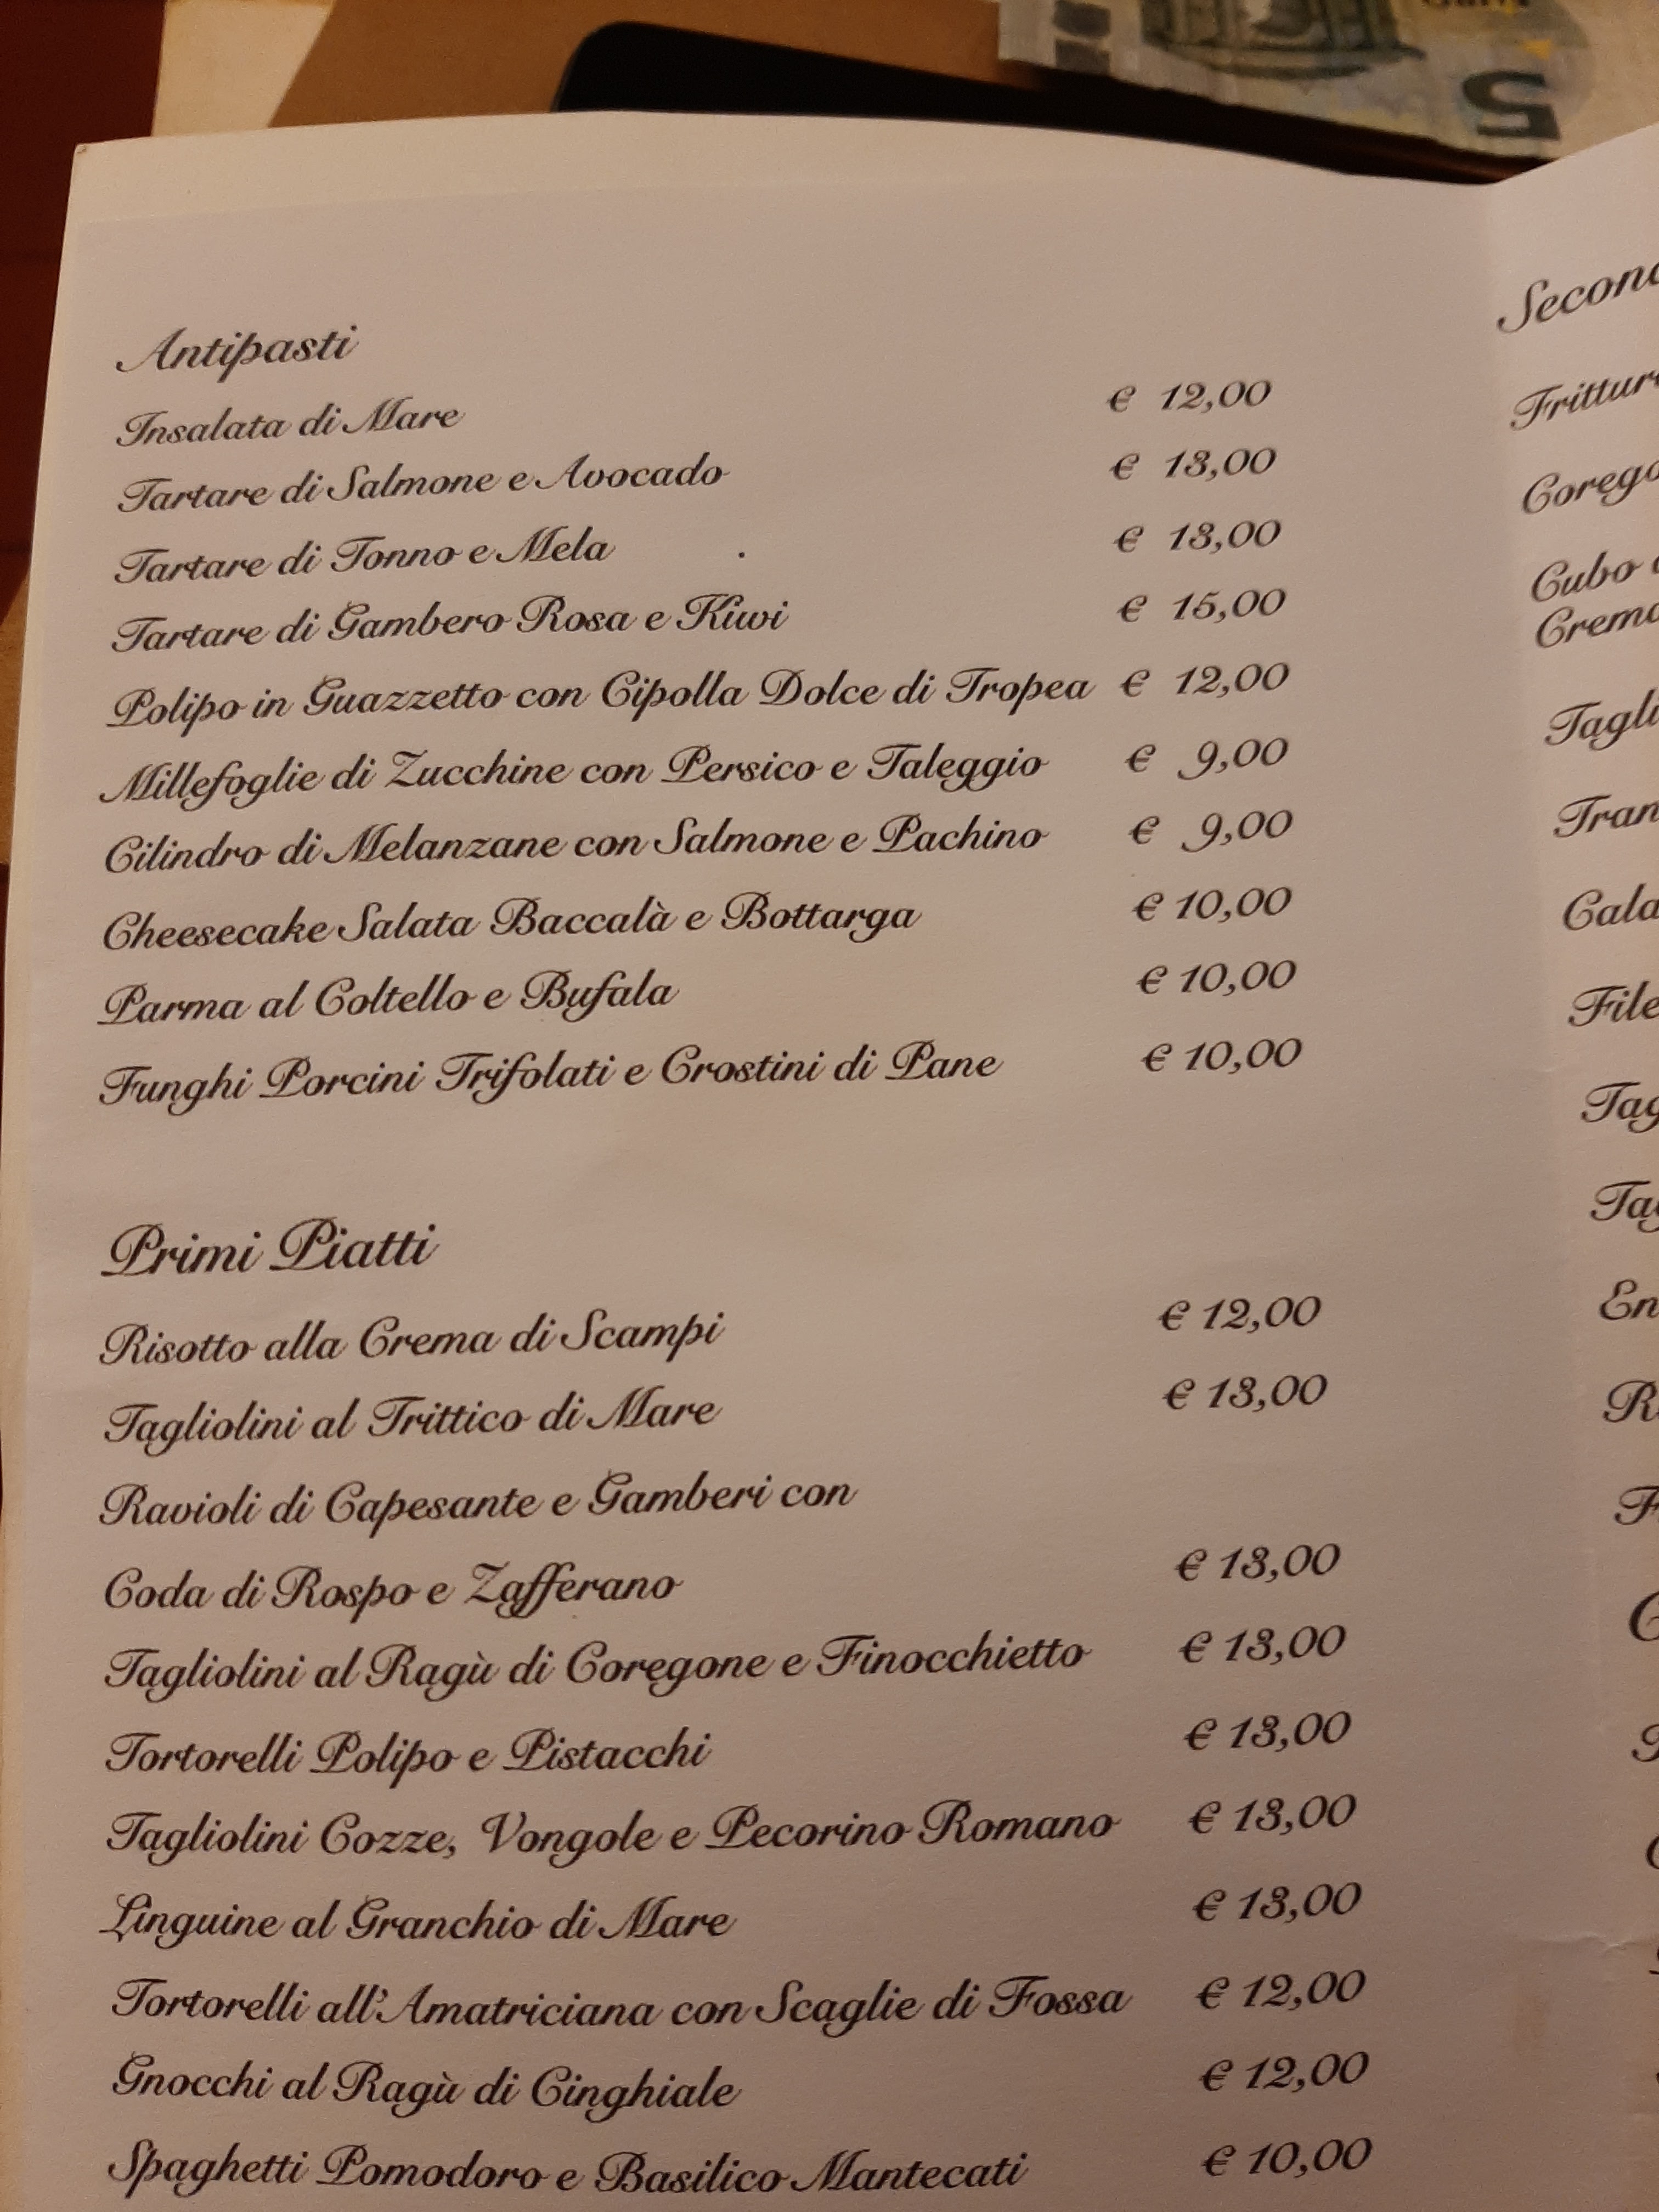 5
Antipasti
Insalata di Mare € 12,00
Tartare di Salmone e Avocado € 13,00
Tartare di Tonno e Mela € 13,00
Tartare di Gambero Rosa e Kiwi € 15,00
Polipo in Guazzetto con Cipolla Dolce di Tropea € 12,00
Millefoglie di Zucchine con Persico e Taleggio € 9,00
Cilindro di Melanzane con Salmone e Pachino € 9,00
Cheesecake Salata Baccalà e Bottarga € 10,00
Parma al Coltello e Bufala € 10,00
Funghi Porcini Trifolati e Crostini di Pane € 10,00
Primi Piatti
Risotto alla Crema di Scampi € 12,00
Tagliolini al Trittico di Mare € 13,00
Ravioli di Capesante e Gamberi con
Coda di Rospo e Zafferano € 13,00
Tagliolini al Ragù di Coregone e Finocchietto € 13,00
Tortorelli Polipo e Pistacchi € 13,00
Tagliolini Cozze, Vongole e Pecorino Romano € 13,00
Linguine al Granchio di Mare € 13,00
Tortorelli all'Amatriciana con Scaglie di Fossa € 12,00
Gnocchi al Ragù di Cinghiale € 12,00
Spaghetti Pomodoro e Basilico Mantecati € 10,00
Cubo